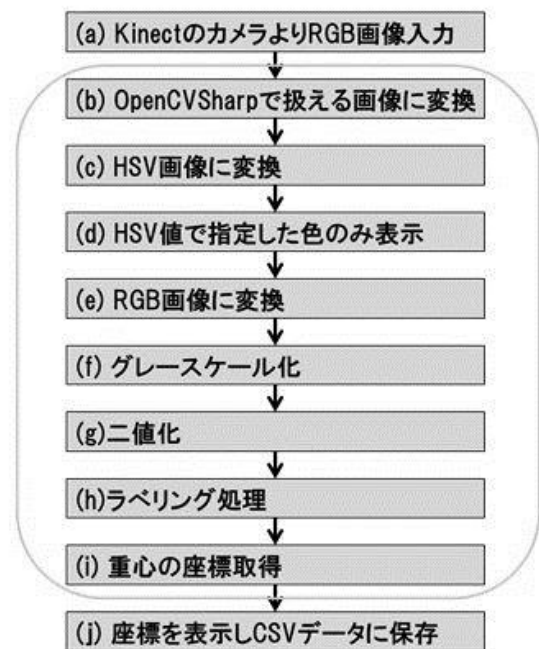 (a) KinectのカメラよりRGB画像入力
(b) OpenCVSharpで扱える画像に変換
(c) HSV画像に変換
(d) HSV値で指定した色のみ表示
(e) RGB画像に変換
(f) グレースケール化
(g)二値化
(h)ラベリング処理
(i) 重心の座標取得
(j) 座標を表示しCSVデータに保存